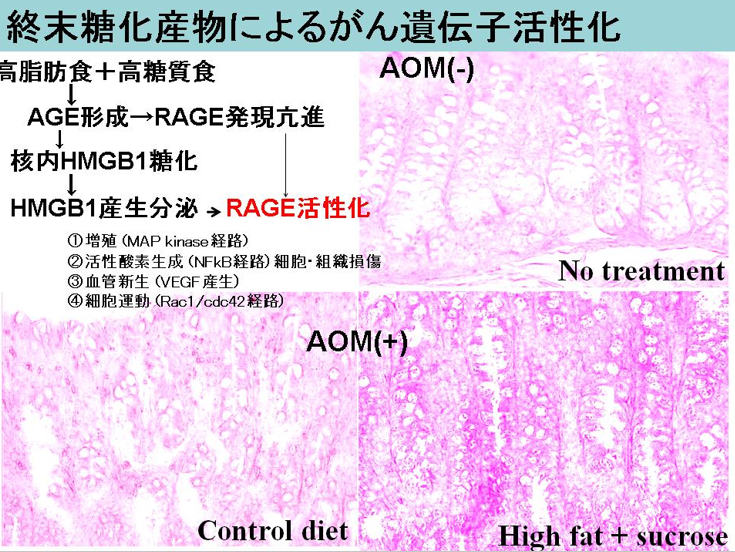 終末糖化産物によるがん遺伝子活性化
高脂肪食＋高糖質食
AGE形成→RAGE発現亢進
核内HMGB1糖化
HMGB1産生分泌→RAGE活性化
①増殖（MAP kinase経路）
②活性酸素生成（NFkB経路）細胞・組織損傷
③血管新生（VEGF産生）
④細胞運動（Rac1/cdc42経路）
AOM(-)
No treatment
AOM(+)
Control diet
High fat + sucrose